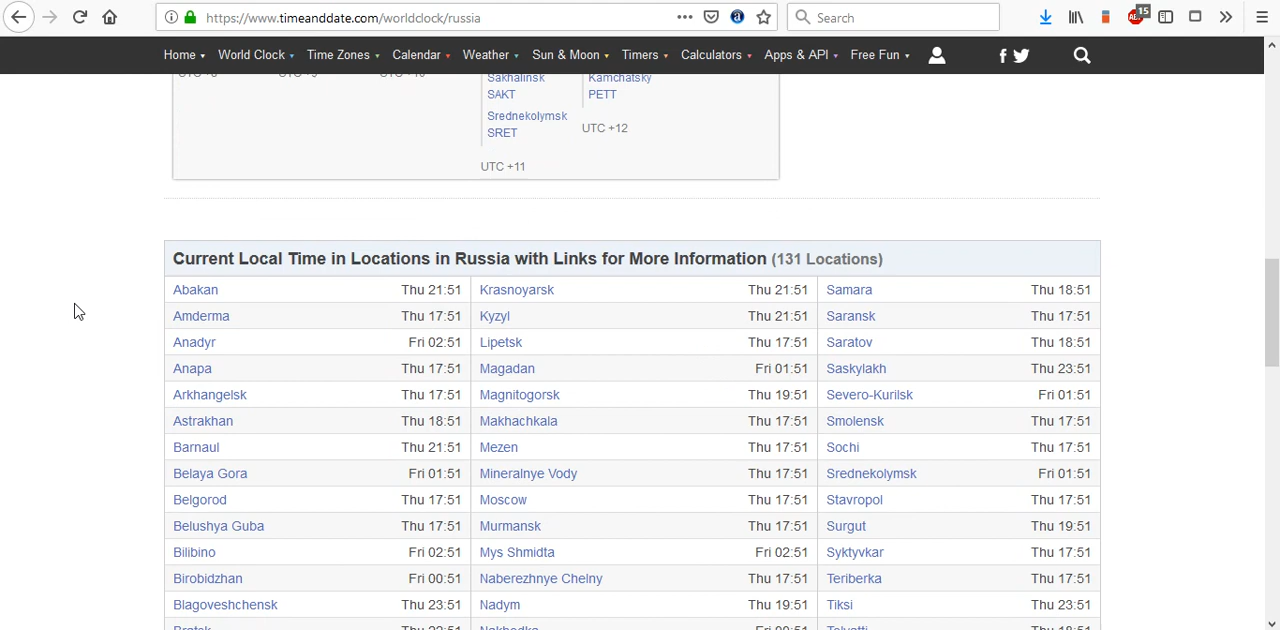 https://www.timeanddate.com/worldclock/russia
Search
15
Home World Clock Time Zones Calendar Weather Sun & Moon Timers Calculators Apps & API Free Fun
Sakhalinsk Kamchatsky
SAKT PETT
Srednekolymsk
SRET UTC +12
UTC +11
Current Local Time in Locations in Russia with Links for More Information (131 Locations)
Abakan Thu 21:51 Krasnoyarsk Thu 21:51 Samara Thu 18:51
Amderma Thu 17:51 Kyzyl Thu 21:51 Saransk Thu 17:51
Anadyr Fri 02:51 Lipetsk Thu 17:51 Saratov Thu 18:51
Anapa Thu 17:51 Magadan Fri 01:51 Saskylakh Thu 23:51
Arkhangelsk Thu 17:51 Magnitogorsk Thu 19:51 Severo-Kurilsk Fri 01:51
Astrakhan Thu 18:51 Makhachkala Thu 17:51 Smolensk Thu 17:51
Barnaul Thu 21:51 Mezen Thu 17:51 Sochi Thu 17:51
Belaya Gora Fri 01:51 Mineralnye Vody Thu 17:51 Srednekolymsk Fri 01:51
Belgorod Thu 17:51 Moscow Thu 17:51 Stavropol Thu 17:51
Belushya Guba Thu 17:51 Murmansk Thu 17:51 Surgut Thu 19:51
Bilibino Fri 02:51 Mys Shmidta Fri 02:51 Syktyvkar Thu 17:51
Birobidzhan Fri 00:51 Naberezhnye Chelny Thu 17:51 Teriberka Thu 17:51
Blagoveshchensk Thu 23:51 Nadym Thu 19:51 Tiksi Thu 23:51